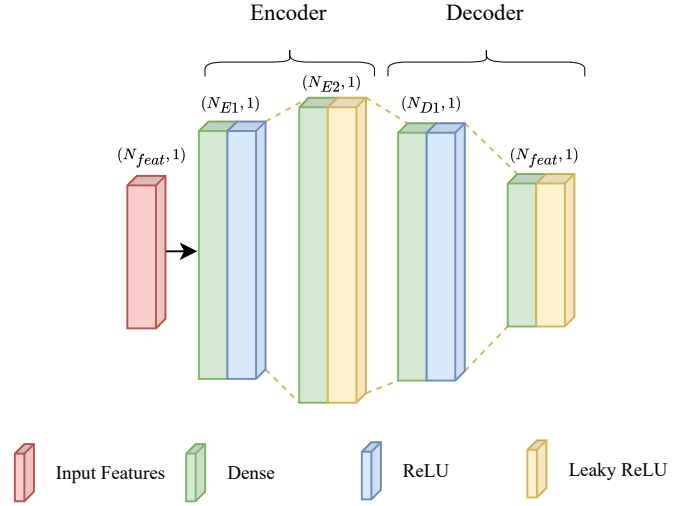 Encoder Decoder
(N_{E2}, 1)
(N_{E1}, 1) (N_{D1}, 1)
(N_{feat}, 1) (N_{feat}, 1)
Input Features Dense ReLU Leaky ReLU